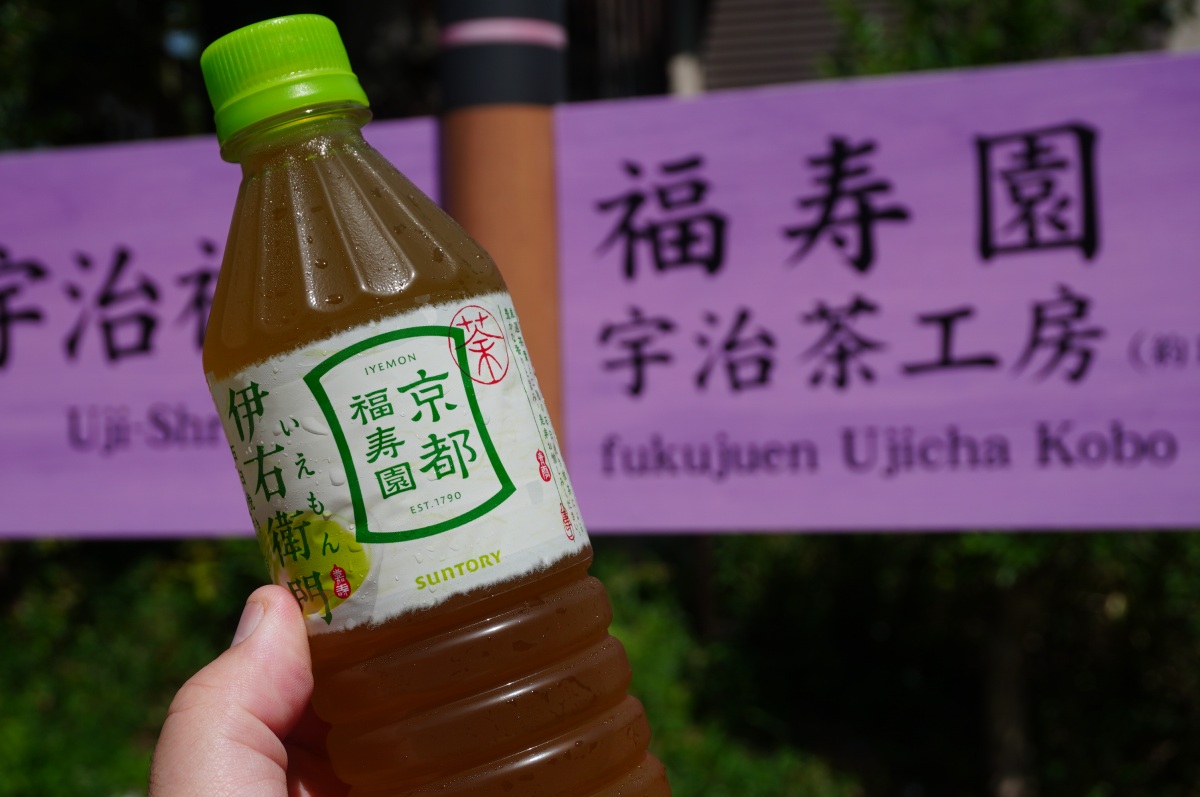 福寿園
宇治茶工房
fukujuen Ujicha Kobo
宇治
Uji-Shr
茶
IYEMON
京都
福寿園
EST.1790
伊右衛門
いえもん
SUNTORY